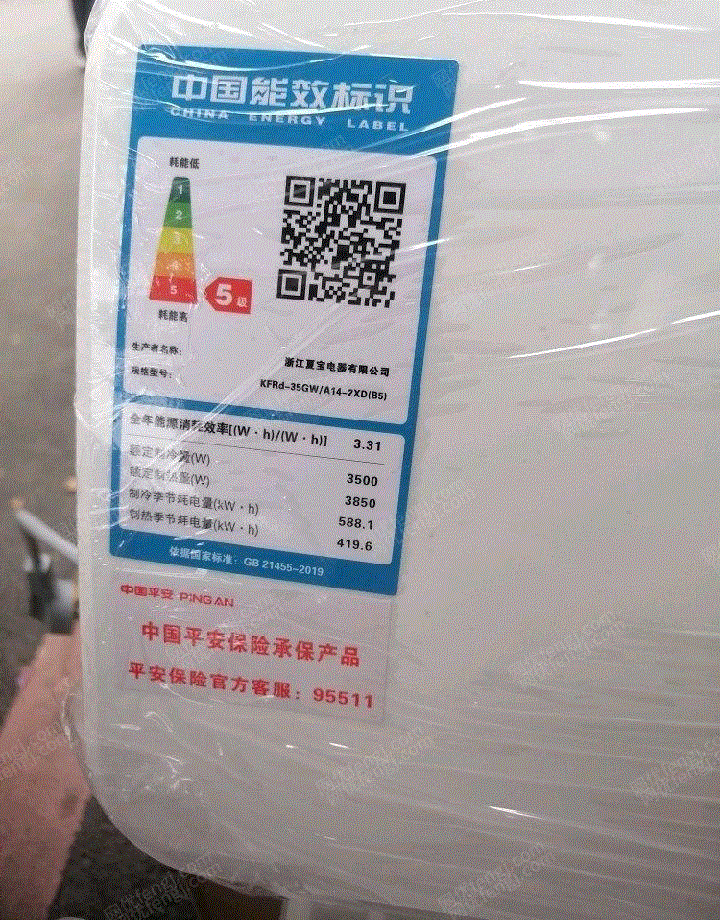 中国能效标识
CHINA ENERGY LABEL
耗能低
1
2
3
4
5
5级
耗能高
生产者名称:
浙江夏宝电器有限公司
规格型号:
KFRd-35GW/A14-2XD(B5)
全年能源消耗效率[(W·h)/(W·h)] 3.31
额定制冷量(W) 3500
额定制热量(W) 3850
制冷季节耗电量(kW·h) 588.1
制热季节耗电量(kW·h) 419.6
依据国家标准: GB 21455-2019
中国平安 PING AN
中国平安保险承保产品
平安保险官方客服: 95511